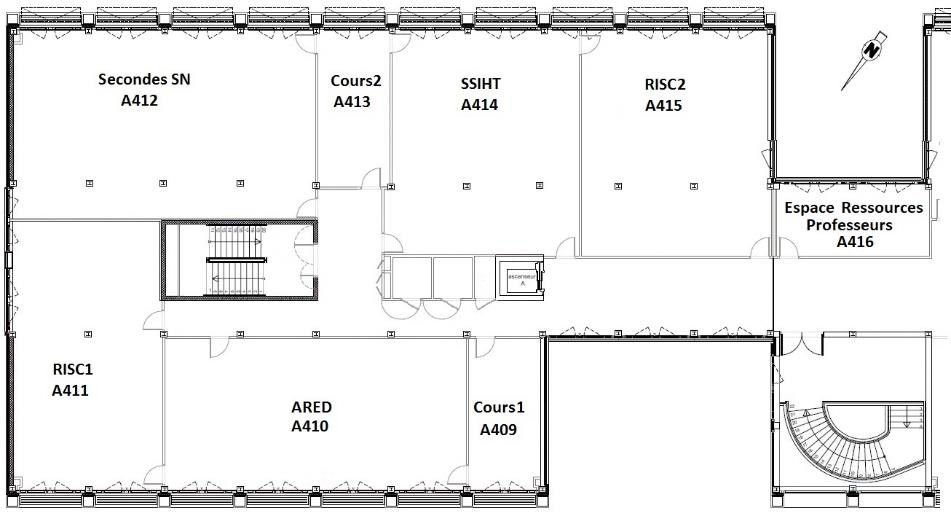 Secondes SN
A412
Cours2
A413
SSIHT
A414
RISC2
A415
N
Espace Ressources
Professeurs
A416
ascenseur
A
RISC1
A411
ARED
A410
Cours1
A409